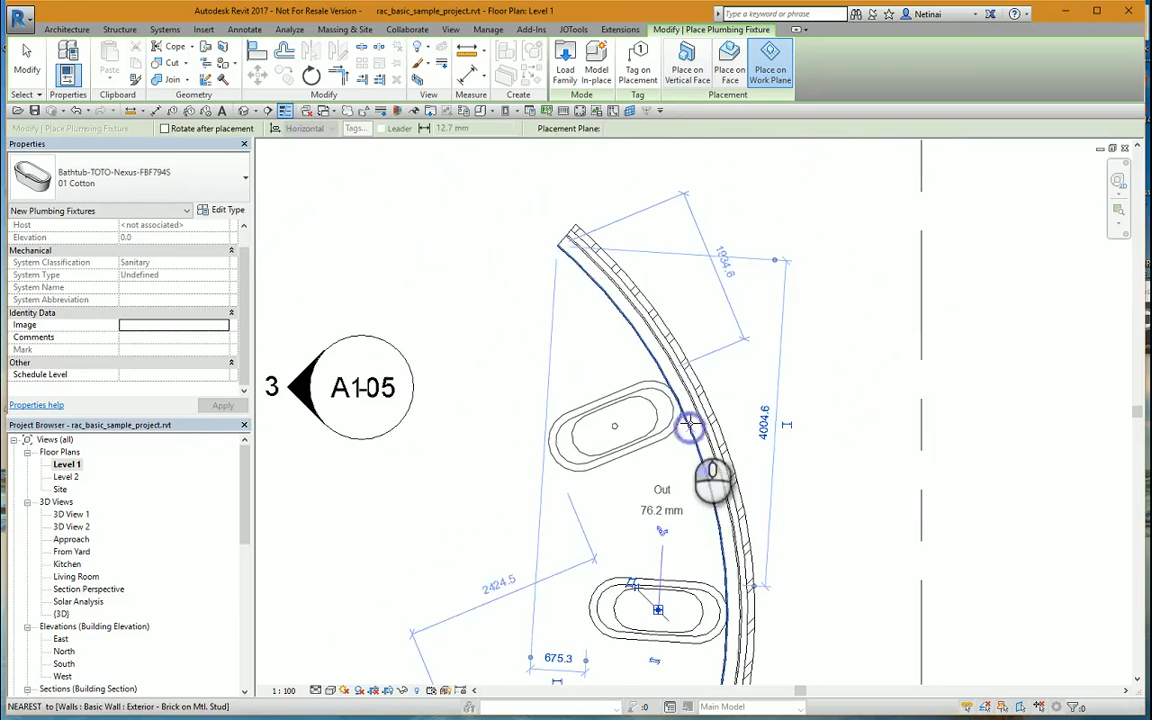 Autodesk Revit 2017 - Not For Resale Version - rac_basic_sample_project.rvt - Floor Plan: Level 1
Type a keyword or phrase
Netinai
Architecture Structure Systems Insert Annotate Analyze Massing & Site Collaborate View Manage Add-Ins JOTools Extensions Modify | Place Plumbing Fixture
Modify
Paste
Cope
Cut
Join
Load Family
Model In-place
Tag on Placement
Place on Vertical Face
Place on Face
Place on Work Plane
Select Properties Clipboard Geometry Modify View Measure Create Mode Tag Placement
Modify | Place Plumbing Fixture
Rotate after placement
Horizontal
Tags...
Leader
12.7 mm
Placement Plane:
Properties
Bathtub-TOTO-Nexus-FBF794S
01 Cotton
New Plumbing Fixtures
Edit Type
Host <not associated>
Elevation 0.0
Mechanical
System Classification Sanitary
System Type Undefined
System Name
System Abbreviation
Identity Data
Image
Comments
Mark
Other
Schedule Level
Properties help
Apply
Project Browser - rac_basic_sample_project.rvt
Views (all)
Floor Plans
Level 1
Level 2
Site
3D Views
3D View 1
3D View 2
Approach
From Yard
Kitchen
Living Room
Section Perspective
Solar Analysis
{3D}
Elevations (Building Elevation)
East
North
South
West
Sections (Building Section)
3
A1-05
1934.6
4004.6
Out
76.2 mm
2424.5
675.3
1 : 100
NEAREST to [Walls : Basic Wall : Exterior - Brick on Mtl. Stud]
:0
Main Model
:0